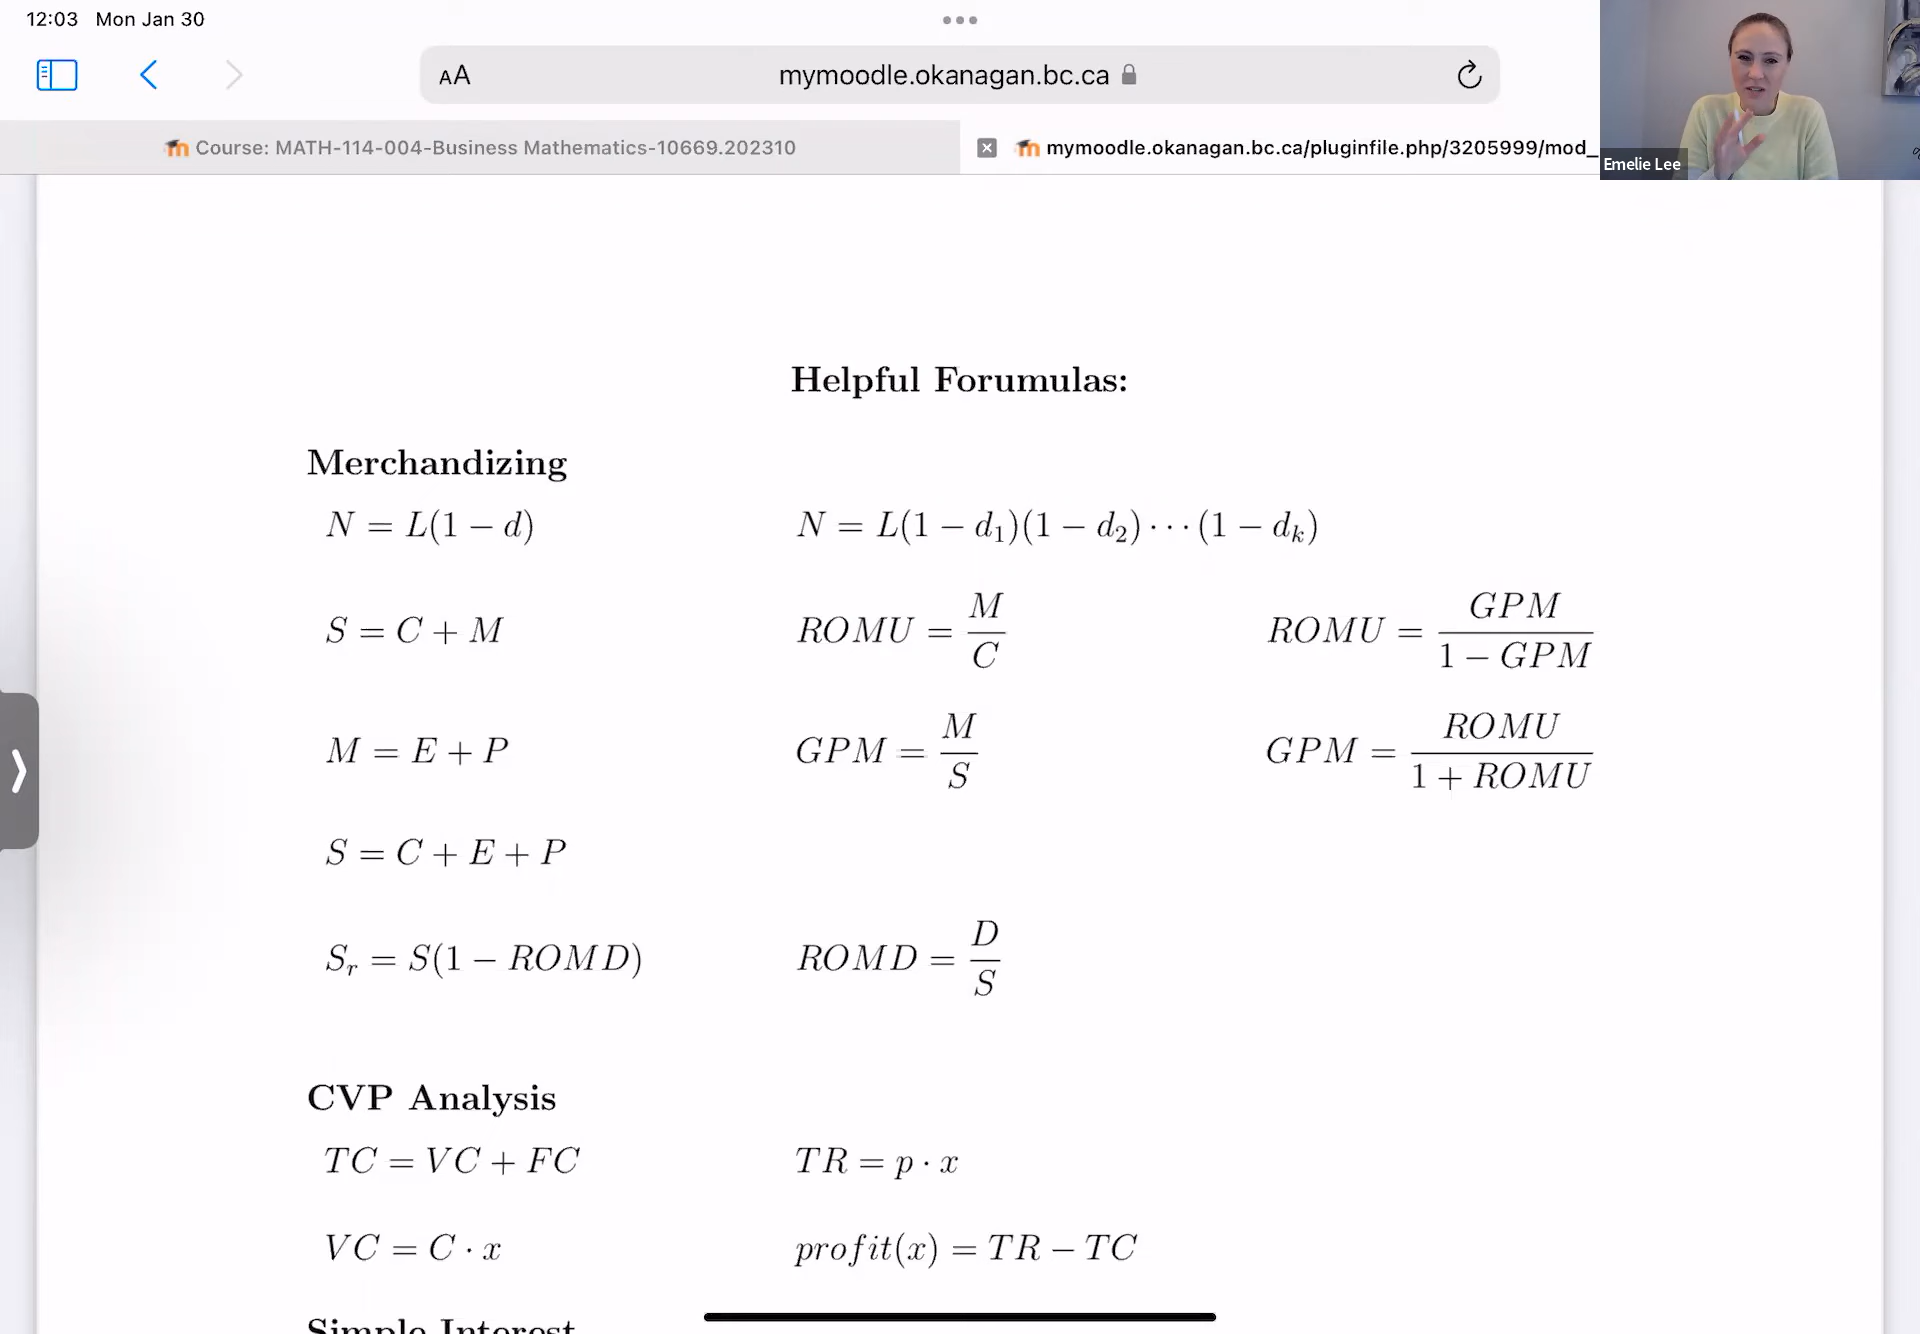 12:03 Mon Jan 30
AA mymoodle.okanagan.bc.ca
Course: MATH-114-004-Business Mathematics-10669.202310
mymoodle.okanagan.bc.ca/pluginfile.php/3205999/mod_
Emelie Lee
Helpful Forumulas:
Merchandizing
N = L(1 − d) N = L(1 − d₁)(1 − d₂) ⋯ (1 − dₖ)
S = C + M ROMU = M/C ROMU = GPM/(1 − GPM)
M = E + P GPM = M/S GPM = ROMU/(1 + ROMU)
S = C + E + P
Sᵣ = S(1 − ROMD) ROMD = D/S
CVP Analysis
TC = VC + FC TR = p · x
VC = C · x profit(x) = TR − TC
Simple Interest